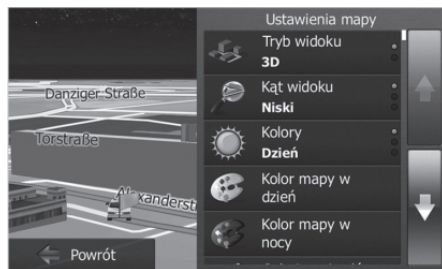 Ustawienia mapy
Tryb widoku
3D
Kąt widoku
Niski
Kolory
Dzień
Kolor mapy w
dzień
Kolor mapy w
nocy
Danziger Straße
Torstraße
Powrót